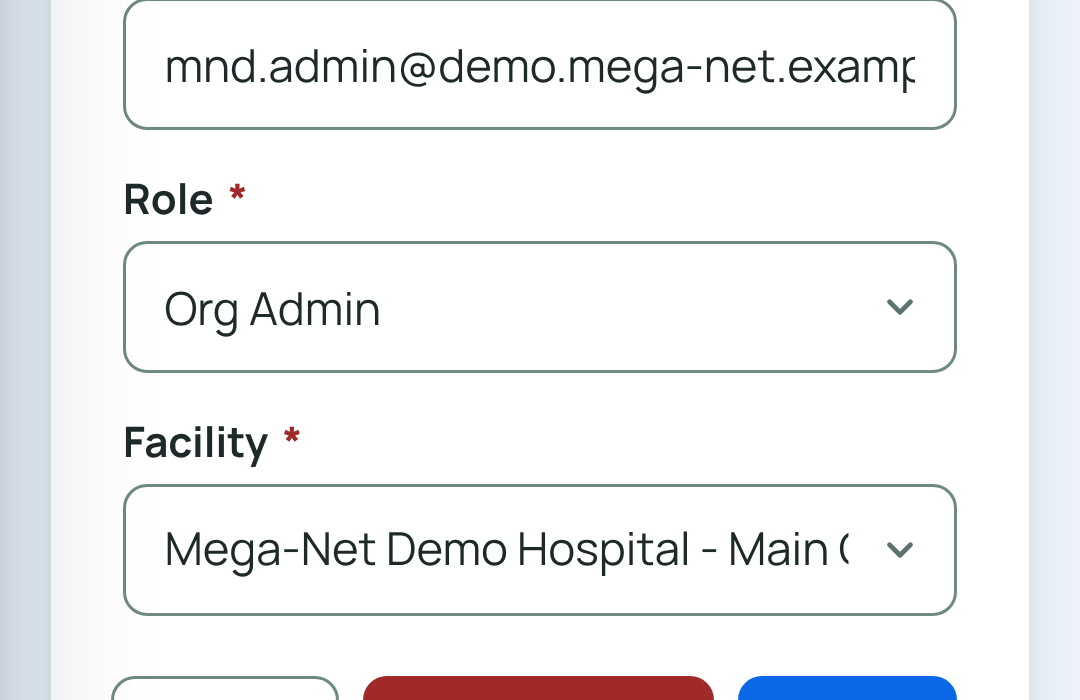 mnd.admin@demo.mega-net.examp
Role *
Org Admin
Facility *
Mega-Net Demo Hospital - Main